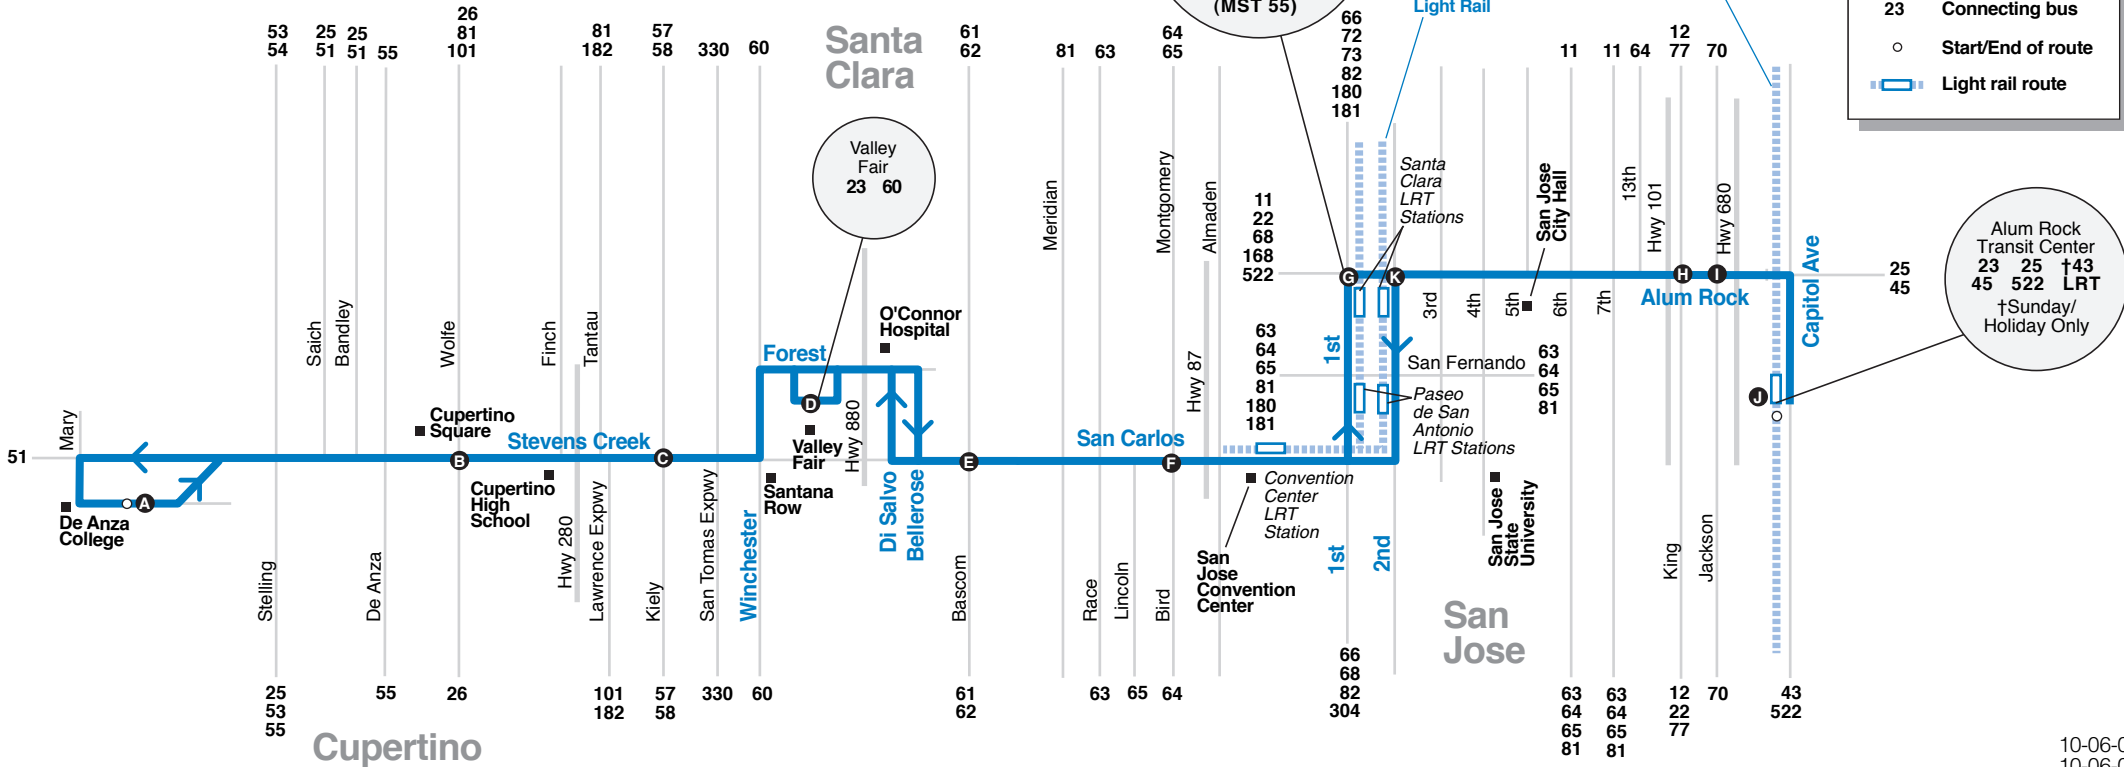 (MST 55)
Light Rail
23 Connecting bus
Start/End of route
Light rail route
53
54
25
51
25
51
55
26
81
101
81
182
57
58
330
60
Santa
Clara
61
62
81
63
64
65
66
72
73
82
180
181
11
11
64
12
77
70
Valley
Fair
23 60
Saich
Bandley
Wolfe
Finch
Tantau
Meridian
Montgomery
Almaden
11
22
68
168
522
Santa
Clara
LRT
Stations
San Jose
City Hall
13th
Hwy 101
Hwy 680
G
K
H
I
Alum Rock
Capitol Ave
25
45
Alum Rock
Transit Center
23 25 †43
45 522 LRT
†Sunday/
Holiday Only
3rd
4th
5th
6th
7th
O'Connor
Hospital
Forest
D
Valley
Fair
Hwy 880
63
64
65
81
180
181
Hwy 87
1st
San Fernando
63
64
65
81
Paseo
de San
Antonio
LRT Stations
J
51
Mary
Cupertino
Square
Stevens Creek
San Carlos
A
B
C
E
F
De Anza
College
Cupertino
High
School
Santana
Row
Convention
Center
LRT
Station
San
Jose
Convention
Center
San Jose
State
University
Stelling
De Anza
Hwy 280
Lawrence Expwy
Kiely
San Tomas Expwy
Winchester
Di Salvo
Bellerose
Bascom
Race
Lincoln
Bird
1st
2nd
King
Jackson
San
Jose
25
53
55
55
26
101
182
57
58
330
60
61
62
63
65
64
66
68
82
304
63
64
65
81
63
64
65
81
12
22
77
70
43
522
Cupertino